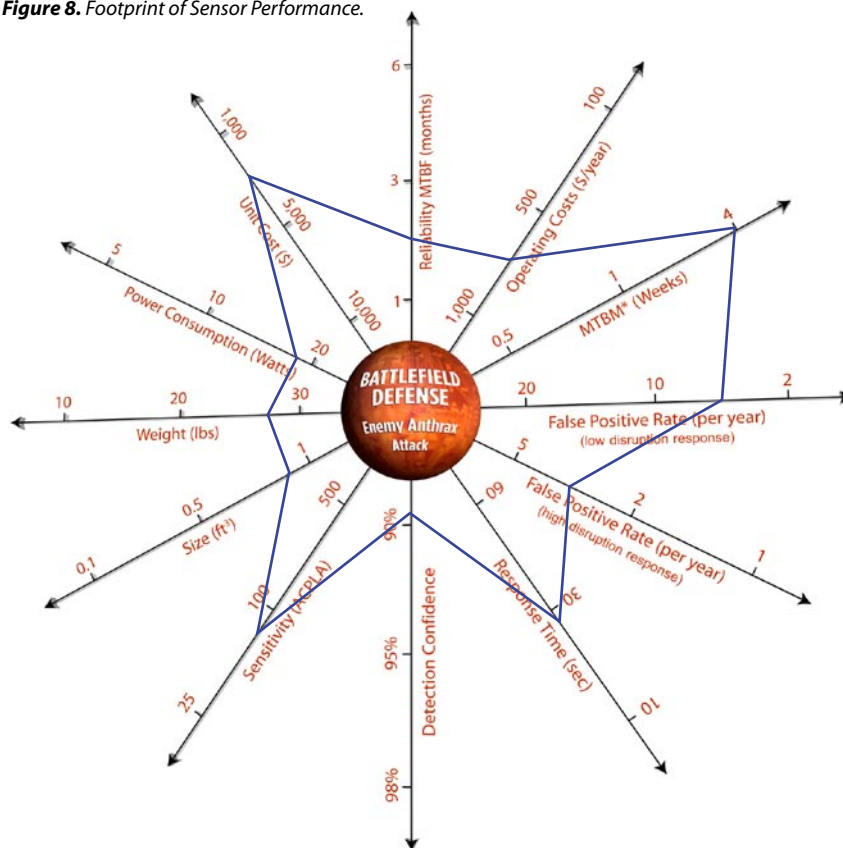 Figure 8. Footprint of Sensor Performance.
6
3
1
Reliability MTBF (months)
100
500
1,000
Operating Costs ($/year)
4
1
0.5
MTBM* (Weeks)
20
10
2
False Positive Rate (per year)
(low disruption response)
5
2
1
False Positive Rate (per year)
(high disruption response)
60
30
10
Response Time (sec)
90%
95%
98%
Detection Confidence
500
100
25
Sensitivity (ACPLA)
1
0.5
0.1
Size (ft³)
10
20
30
Weight (lbs)
5
10
20
Power Consumption (Watts)
1,000
5,000
10,000
Unit Cost ($)
BATTLEFIELD
DEFENSE
Enemy Anthrax
Attack